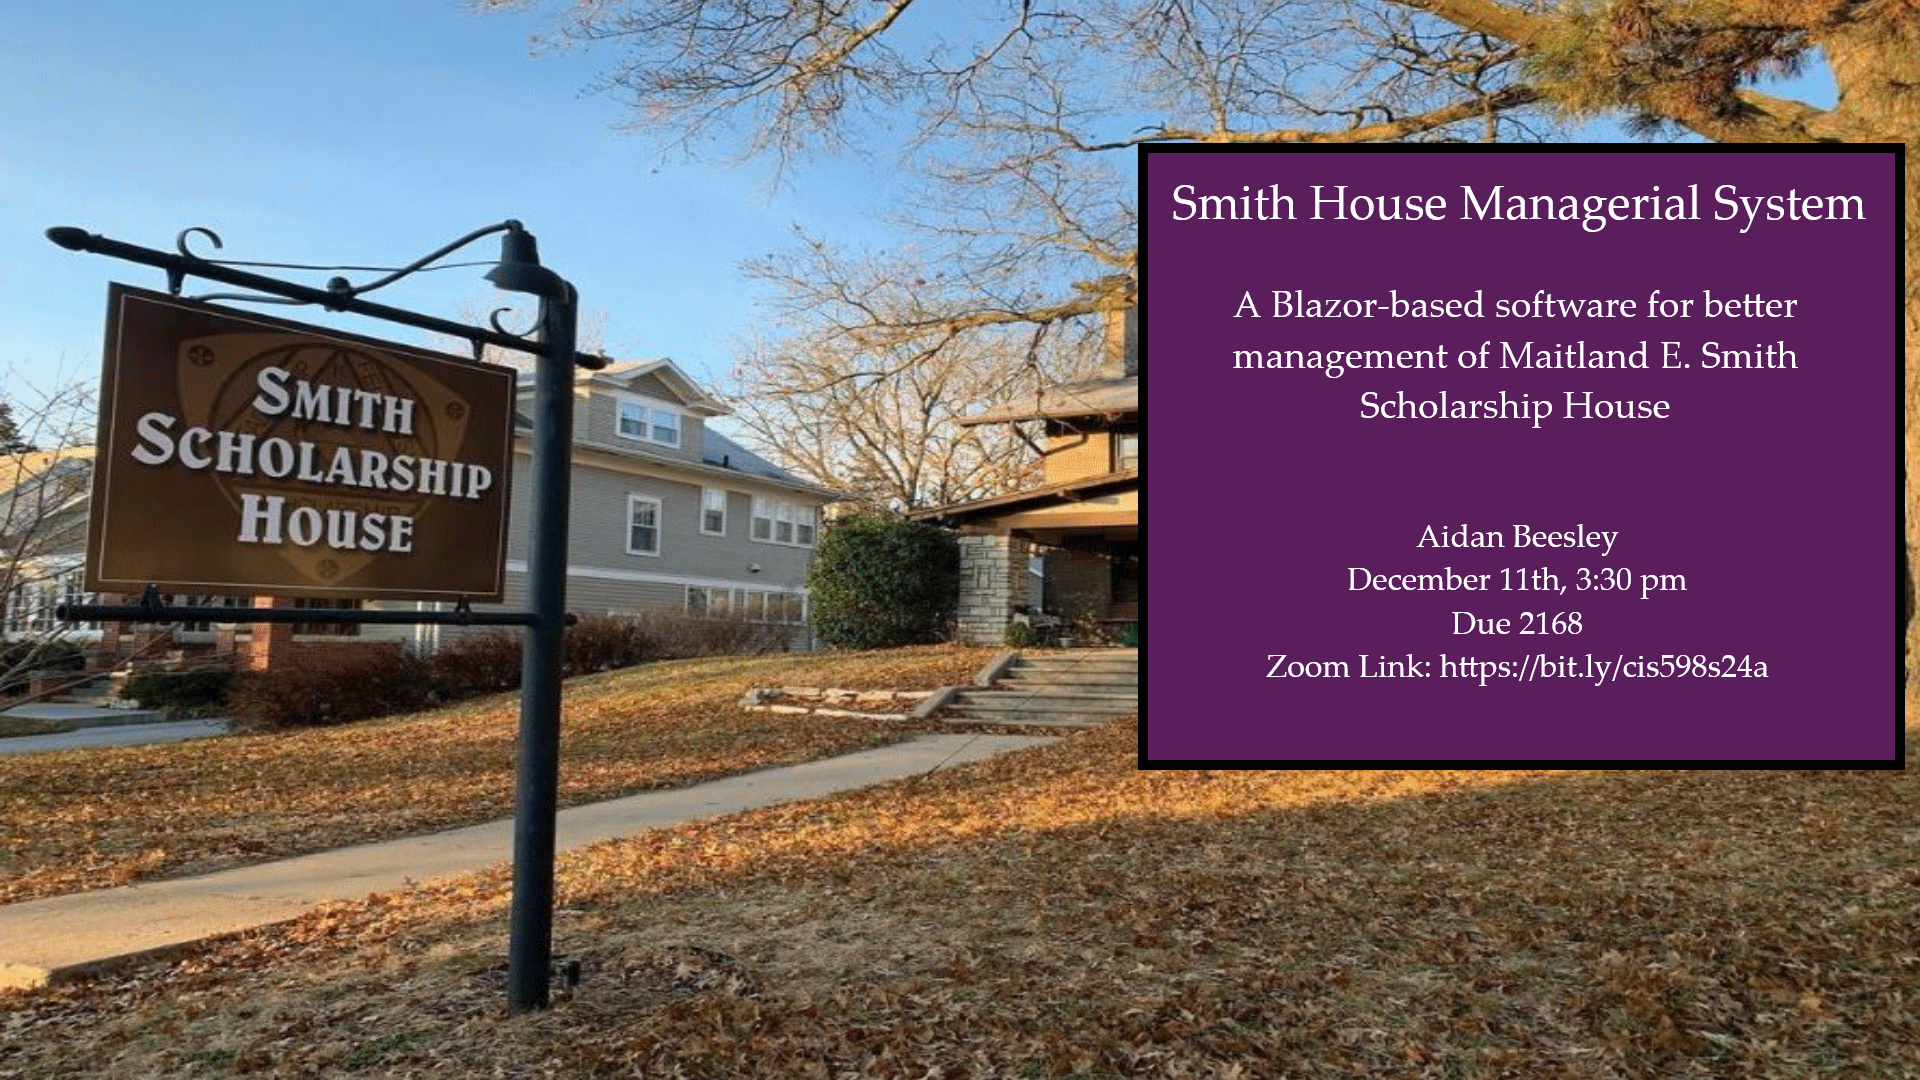 Smith
Scholarship
House
Smith House Managerial System
A Blazor-based software for better
management of Maitland E. Smith
Scholarship House
Aidan Beesley
December 11th, 3:30 pm
Due 2168
Zoom Link: https://bit.ly/cis598s24a